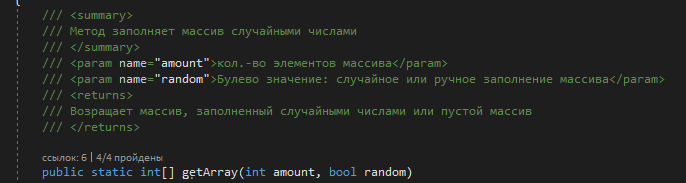 {
/// <summary>
/// Метод заполняет массив случайными числами
/// </summary>
/// <param name="amount">кол.-во элементов массива</param>
/// <param name="random">Булево значение: случайное или ручное заполнение массива</param>
/// <returns>
/// Возращает массив, заполненный случайными числами или пустой массив
/// </returns>
ссылок: 6 | 4/4 пройдены
public static int[] getArray(int amount, bool random)